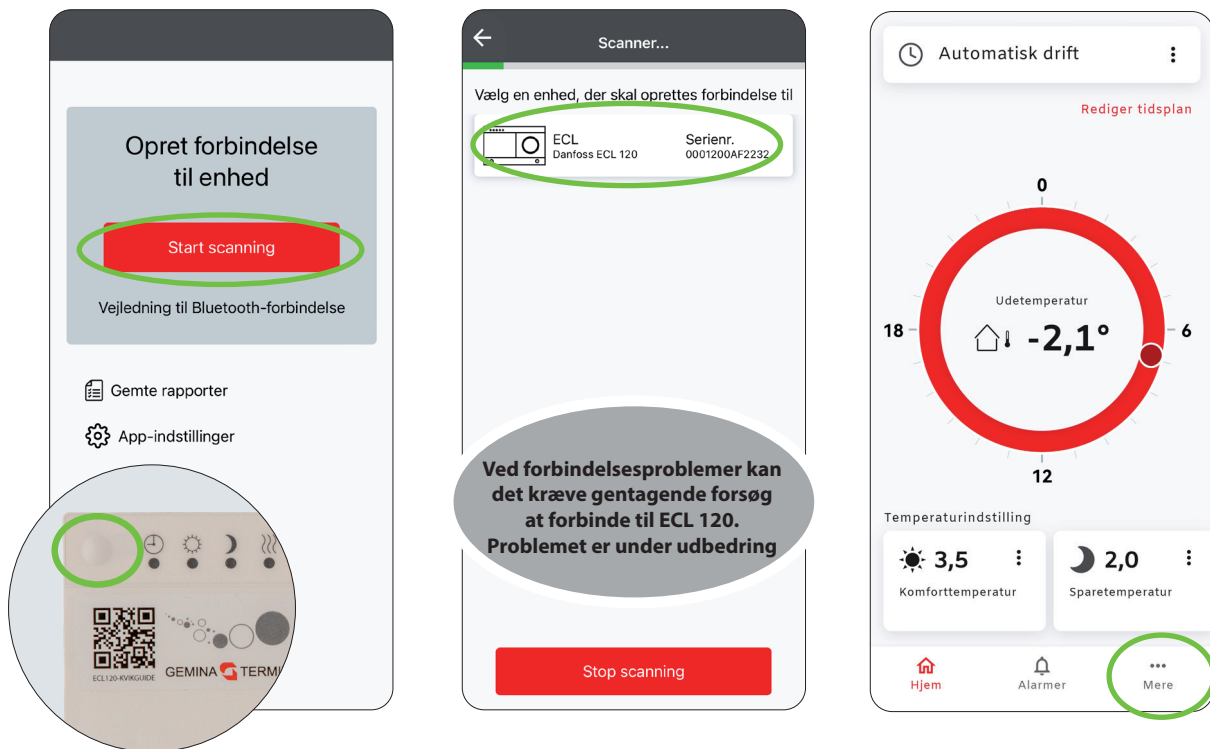 Opret forbindelse
til enhed
Start scanning
Vejledning til Bluetooth-forbindelse
Gemte rapporter
App-indstillinger
ECL120-KVIKGUIDE
GEMINA TERMI
Scanner...
Vælg en enhed, der skal oprettes forbindelse til
ECL
Danfoss ECL 120
Serienr.
0001200AF2232
Ved forbindelsesproblemer kan
det kræve gentagende forsøg
at forbinde til ECL 120.
Problemet er under udbedring
Stop scanning
Automatisk drift
Rediger tidsplan
0
Udetemperatur
18
-2,1°
6
12
Temperaturindstilling
3,5
Komforttemperatur
2,0
Sparetemperatur
Hjem
Alarmer
Mere